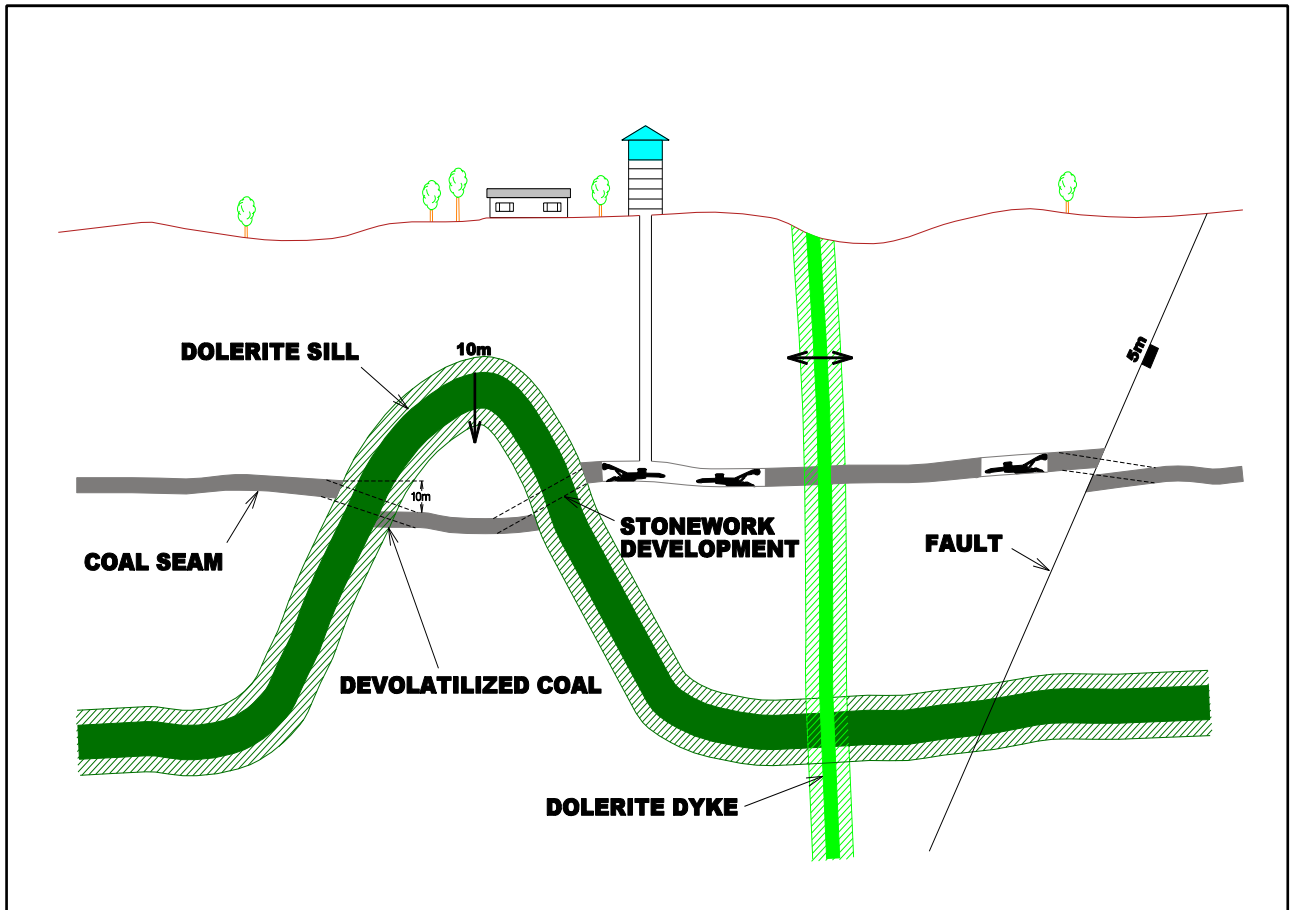 DOLERITE SILL
10m
5m
10m
COAL SEAM
STONEWORK
DEVELOPMENT
FAULT
DEVOLATILIZED COAL
DOLERITE DYKE